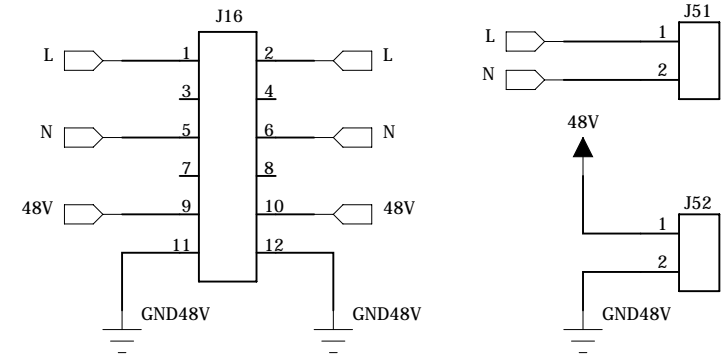 J16
L 1 2 L
3 4
N 5 6 N
7 8
48V 9 10 48V
11 12
GND48V GND48V
J51
L 1
N 2
48V
J52
1
2
GND48V